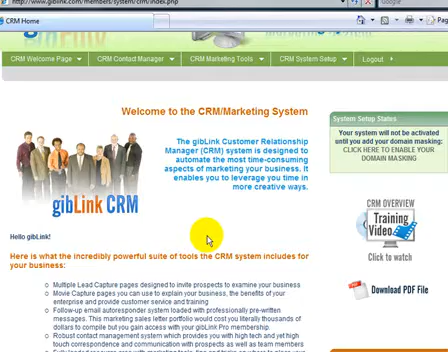 http://www.giblink.com/members/system/crm/index.php
Google
CRM Home
Pag
CRM Welcome Page
CRM Contact Manager
CRM Marketing Tools
CRM System Setup
Logout
Welcome to the CRM/Marketing System
The gibLink Customer Relationship
Manager (CRM) system is designed to
automate the most time-consuming
aspects of marketing your business. It
enables you to leverage you time in
more creative ways.
gibLink CRM
Hello gibLink!
Here is what the incredibly powerful suite of tools the CRM system includes for
your business:
Multiple Lead Capture pages designed to invite prospects to examine your business
Movie Capture pages you can use to explain your business, the benefits of your
enterprise and provide customer service and training
Follow-up email autoresponder system loaded with professionally pre-written
messages. This marketing sales letter portfolio would cost you literally thousands of
dollars to compile but you gain access with your gibLink Pro membership.
Robust contact management system which provides you with high tech and yet high
touch correspondence and communication with prospects as well as team members
System Setup States
Your system will not be activated
until you add your domain masking:
CLICK HERE TO ENABLE YOUR
DOMAIN MASKING
CRM OVERVIEW
Training
Video
Click to watch
Download PDF File